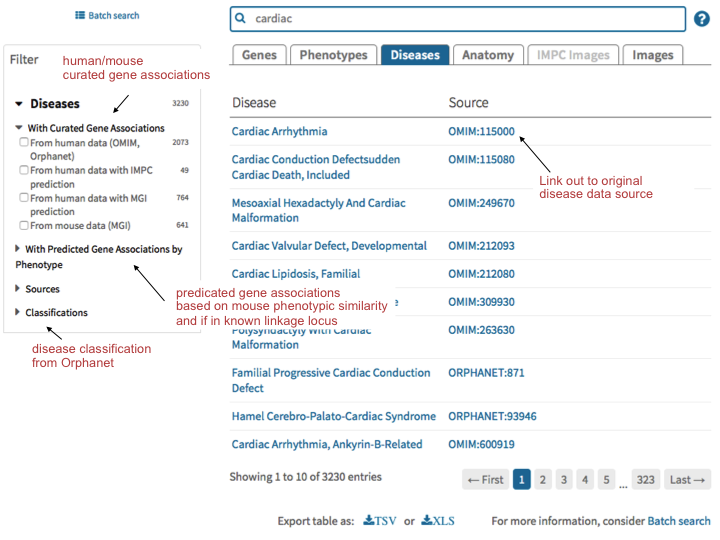 Batch search
cardiac
?
Filter
human/mouse
curated gene associations
Genes
Phenotypes
Diseases
Anatomy
IMPC Images
Images
Diseases 3230
With Curated Gene Associations
From human data (OMIM, 2073
Orphanet)
From human data with IMPC 49
prediction
From human data with MGI 764
prediction
From mouse data (MGI) 641
With Predicted Gene Associations by
Phenotype
Sources
Classifications
predicated gene associations
based on mouse phenotypic similarity
and if in known linkage locus
disease classification
from Orphanet
Disease Source
Cardiac Arrhythmia OMIM:115000
Cardiac Conduction Defectsudden OMIM:115080
Cardiac Death, Included
Link out to original
disease data source
Mesoaxial Hexadactyly And Cardiac OMIM:249670
Malformation
Cardiac Valvular Defect, Developmental OMIM:212093
Cardiac Lipidosis, Familial OMIM:212080
e OMIM:309930
Polysyndactyly With Cardiac OMIM:263630
Malformation
Familial Progressive Cardiac Conduction ORPHANET:871
Defect
Hamel Cerebro-Palato-Cardiac Syndrome ORPHANET:93946
Cardiac Arrhythmia, Ankyrin-B-Related OMIM:600919
Showing 1 to 10 of 3230 entries
← First 1 2 3 4 5 ... 323 Last →
Export table as: TSV or XLS
For more information, consider Batch search